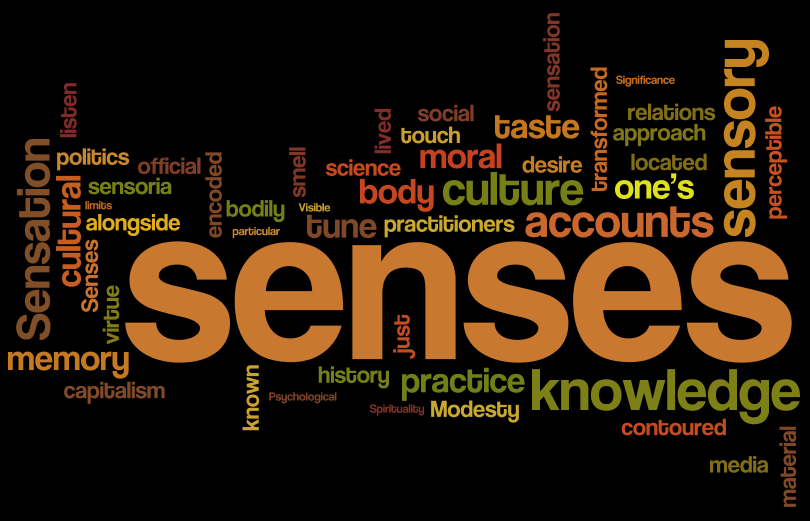 sensation
listen
Significance
sensory
transformed
social
relations
lived
touch
taste
approach
perceptible
Sensation
politics
official
encoded
smell
science
moral
desire
located
cultural
sensoria
body
culture
one's
limits
bodily
Visible
alongside
particular
tune
practitioners
accounts
Senses
senses
virtue
just
memory
capitalism
known
history
practice
knowledge
Psychological
Spirituality
Modesty
contoured
material
media